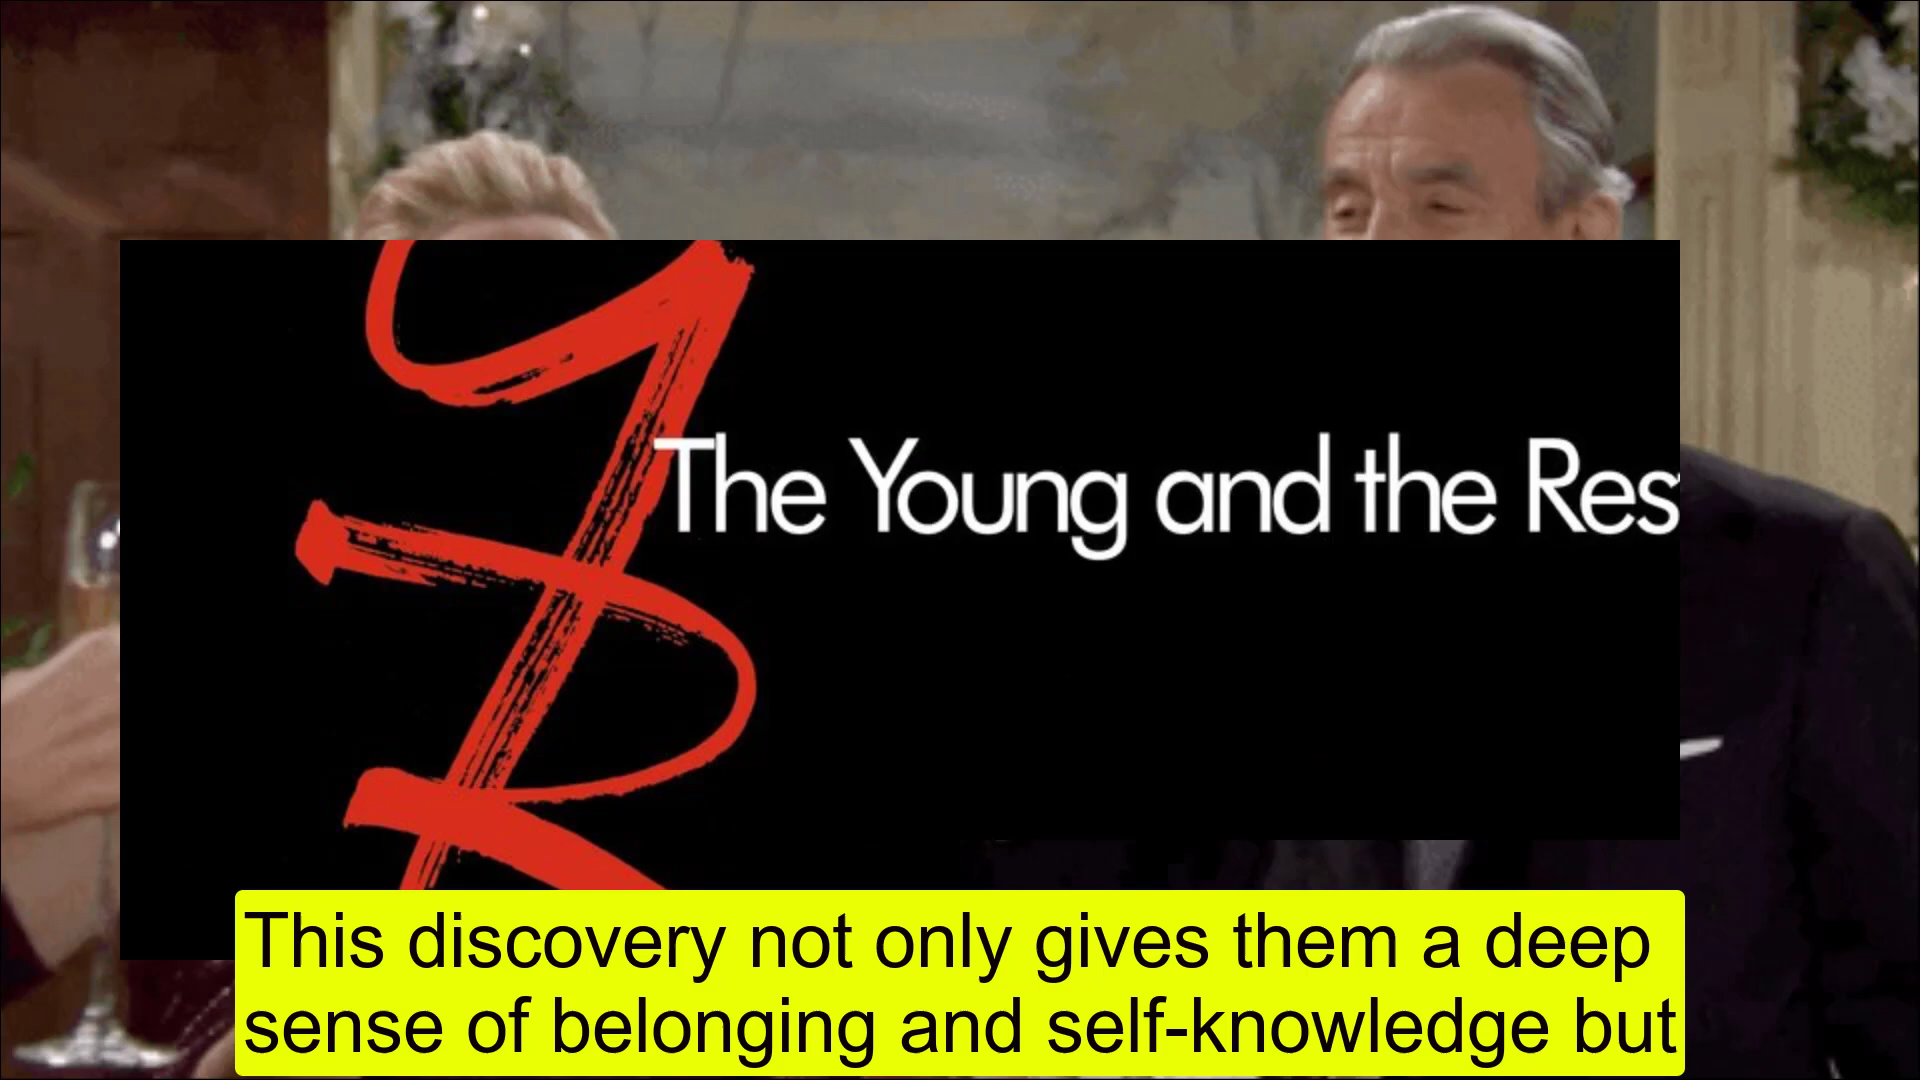 The Young and the Res
This discovery not only gives them a deep
sense of belonging and self-knowledge but